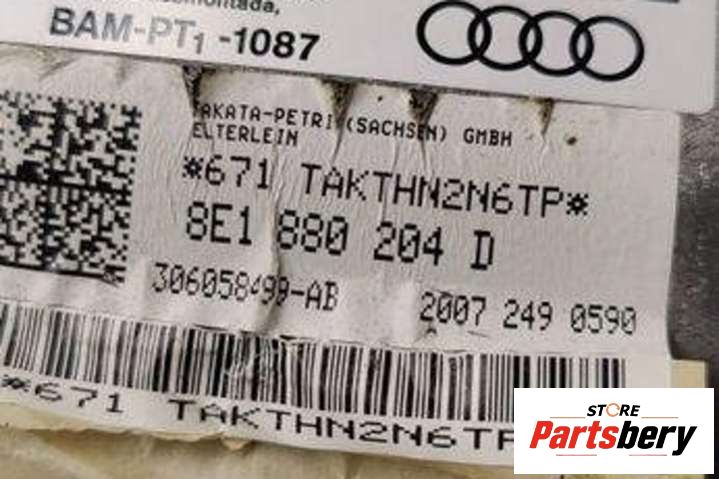 BAM-PT1 -1087
TAKATA-PETRI (SACHSEN) GMBH
ELTERLEIN
*671 TAKTHN2N6TP*
8E1 880 204 D
306058499-AB
2007 249 0590
*671 TAKTHN2N6TP
STORE
Partsbery